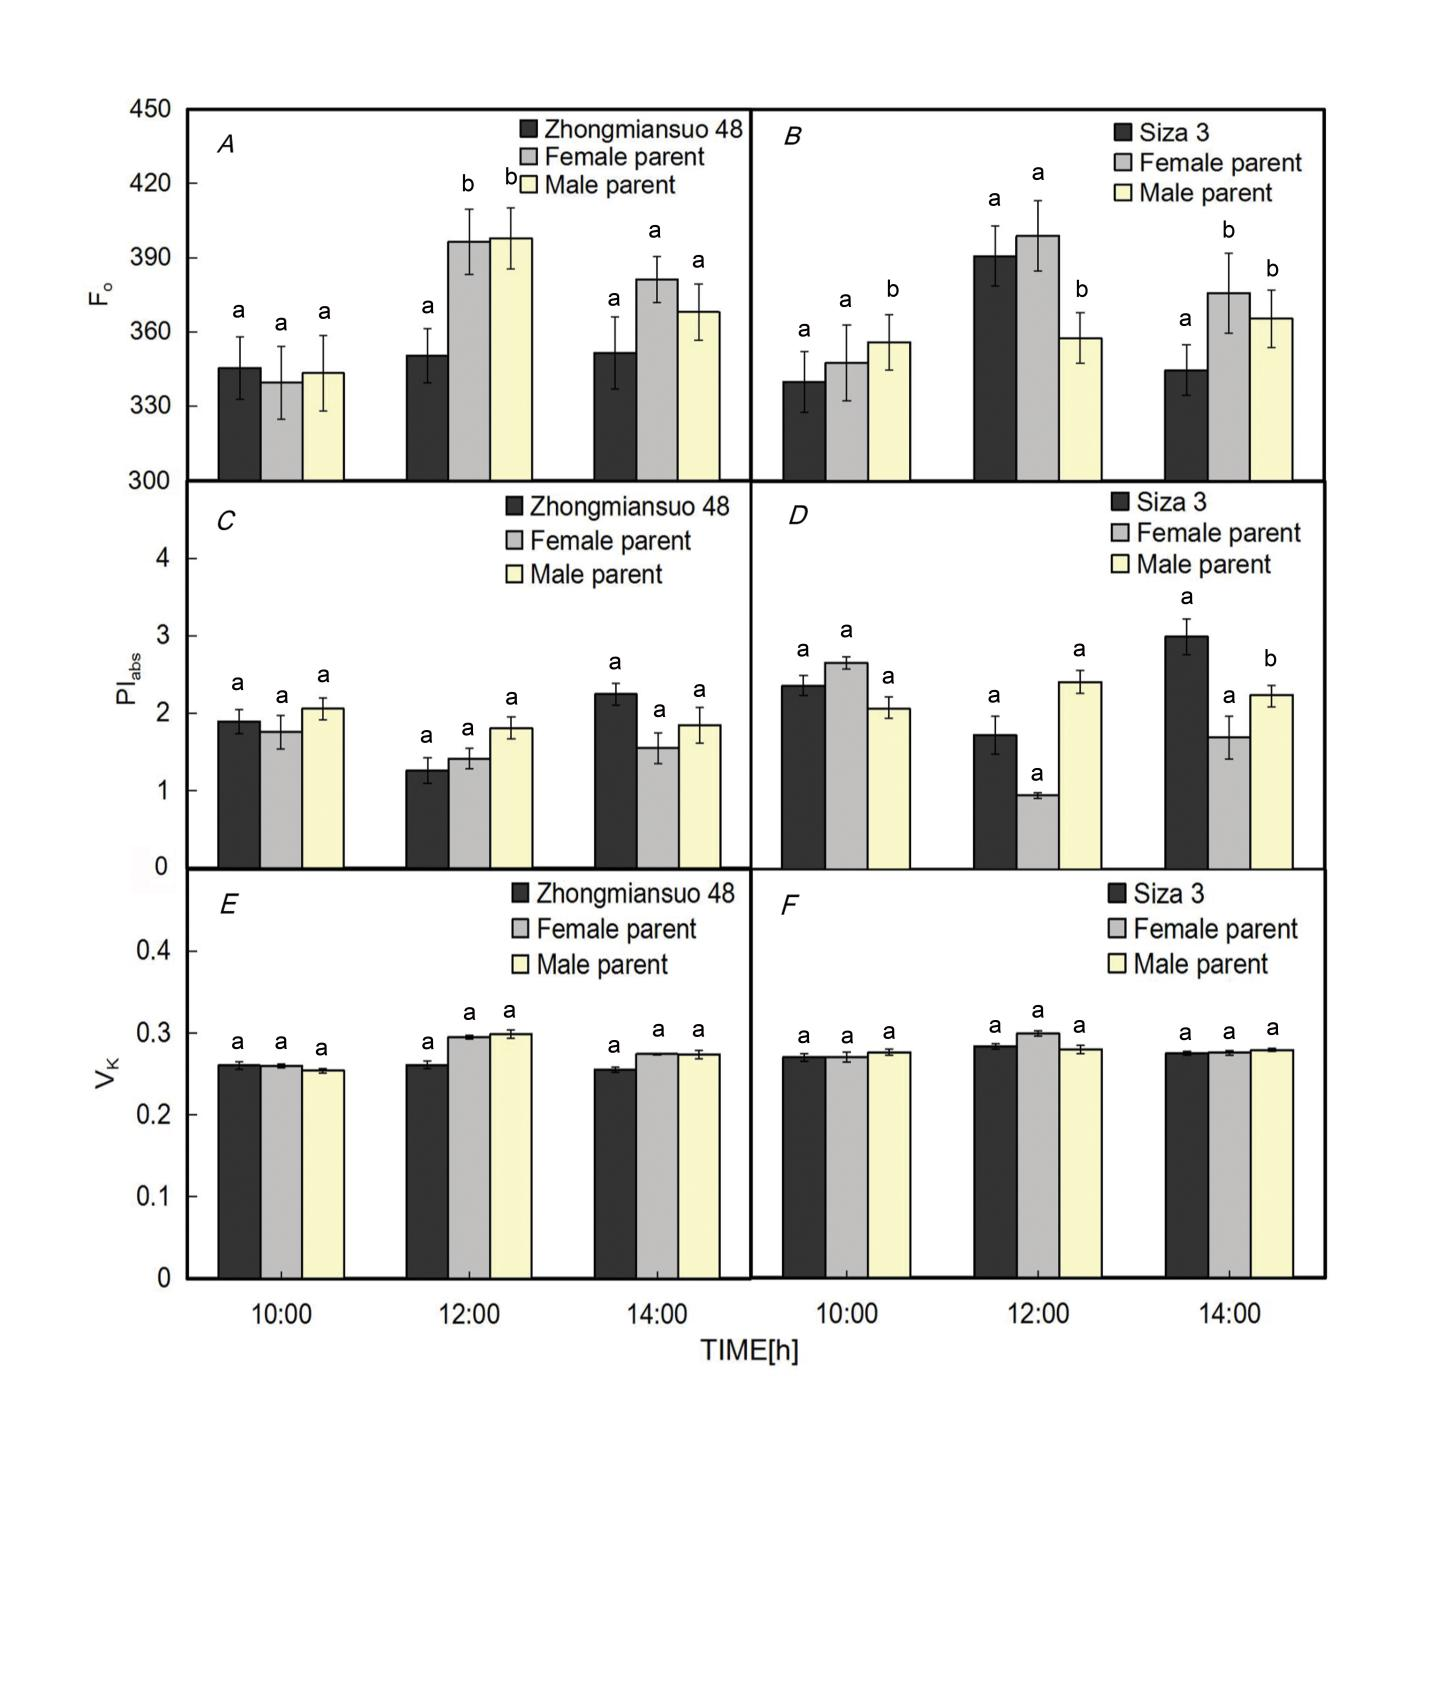 450
420
390
360
330
300
F₀
A
Zhongmiansuo 48
Female parent
Male parent
a a a
a b b
a a a
B
Siza 3
Female parent
Male parent
a a b
a a b
a b b
4
3
2
1
0
PIabs
C
Zhongmiansuo 48
Female parent
Male parent
a a a
a a a
a a a
D
Siza 3
Female parent
Male parent
a a a
a a a
a a b
0.4
0.3
0.2
0.1
0
VK
E
Zhongmiansuo 48
Female parent
Male parent
a a a
a a a
a a a
F
Siza 3
Female parent
Male parent
a a a
a a a
a a a
10:00 12:00 14:00 10:00 12:00 14:00
TIME[h]